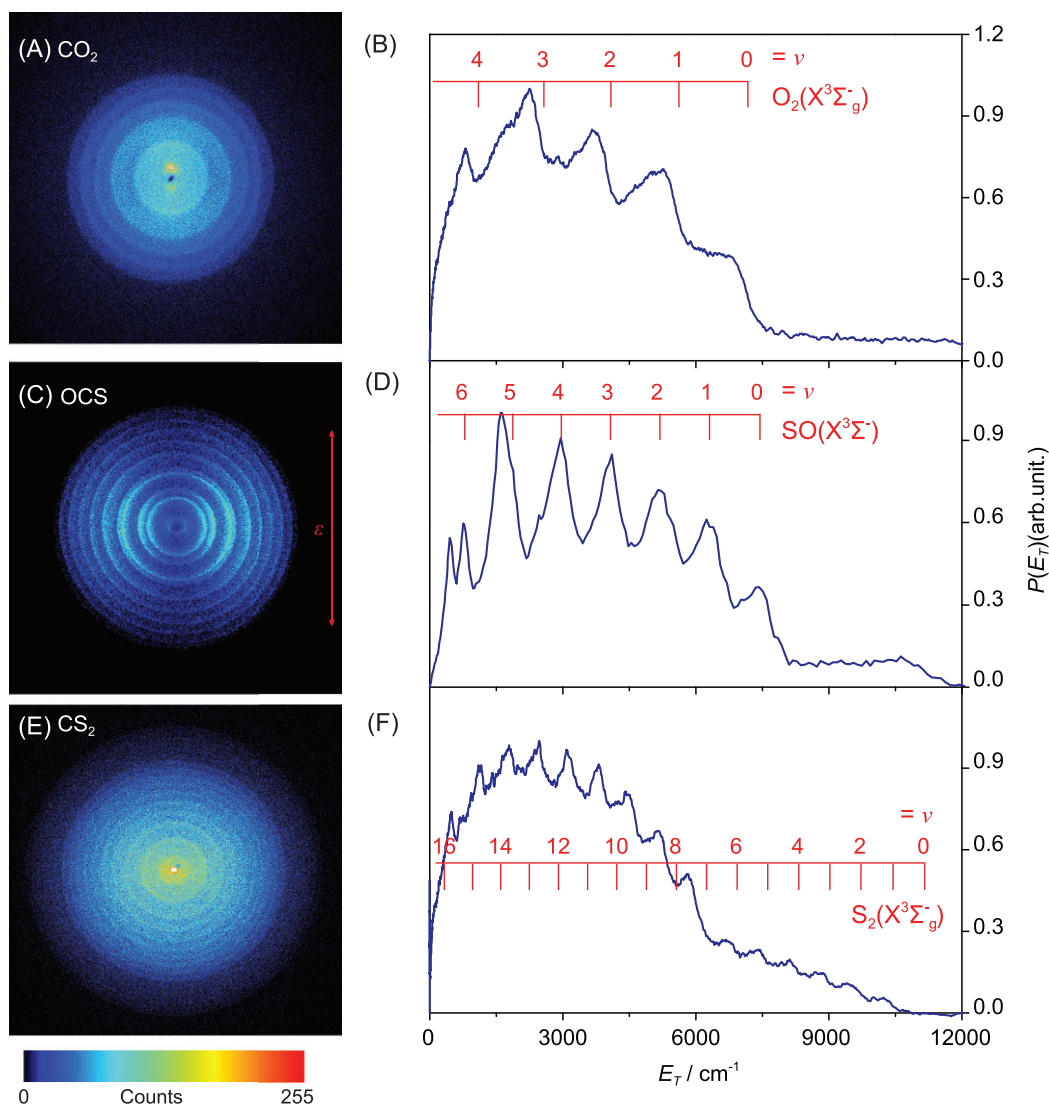 (A) CO₂
ε
(C) OCS
(E) CS₂
0 Counts 255
(B)
4 3 2 1 0 = ν
O₂(X³Σ⁻g)
1.2
0.9
0.6
0.3
0.0
(D)
6 5 4 3 2 1 0 = ν
SO(X³Σ⁻)
0.9
0.6
0.3
0.0
P(E_T)(arb.unit.)
(F)
= ν
16 14 12 10 8 6 4 2 0
S₂(X³Σ⁻g)
0.9
0.6
0.3
0.0
0 3000 6000 9000 12000
E_T / cm⁻¹